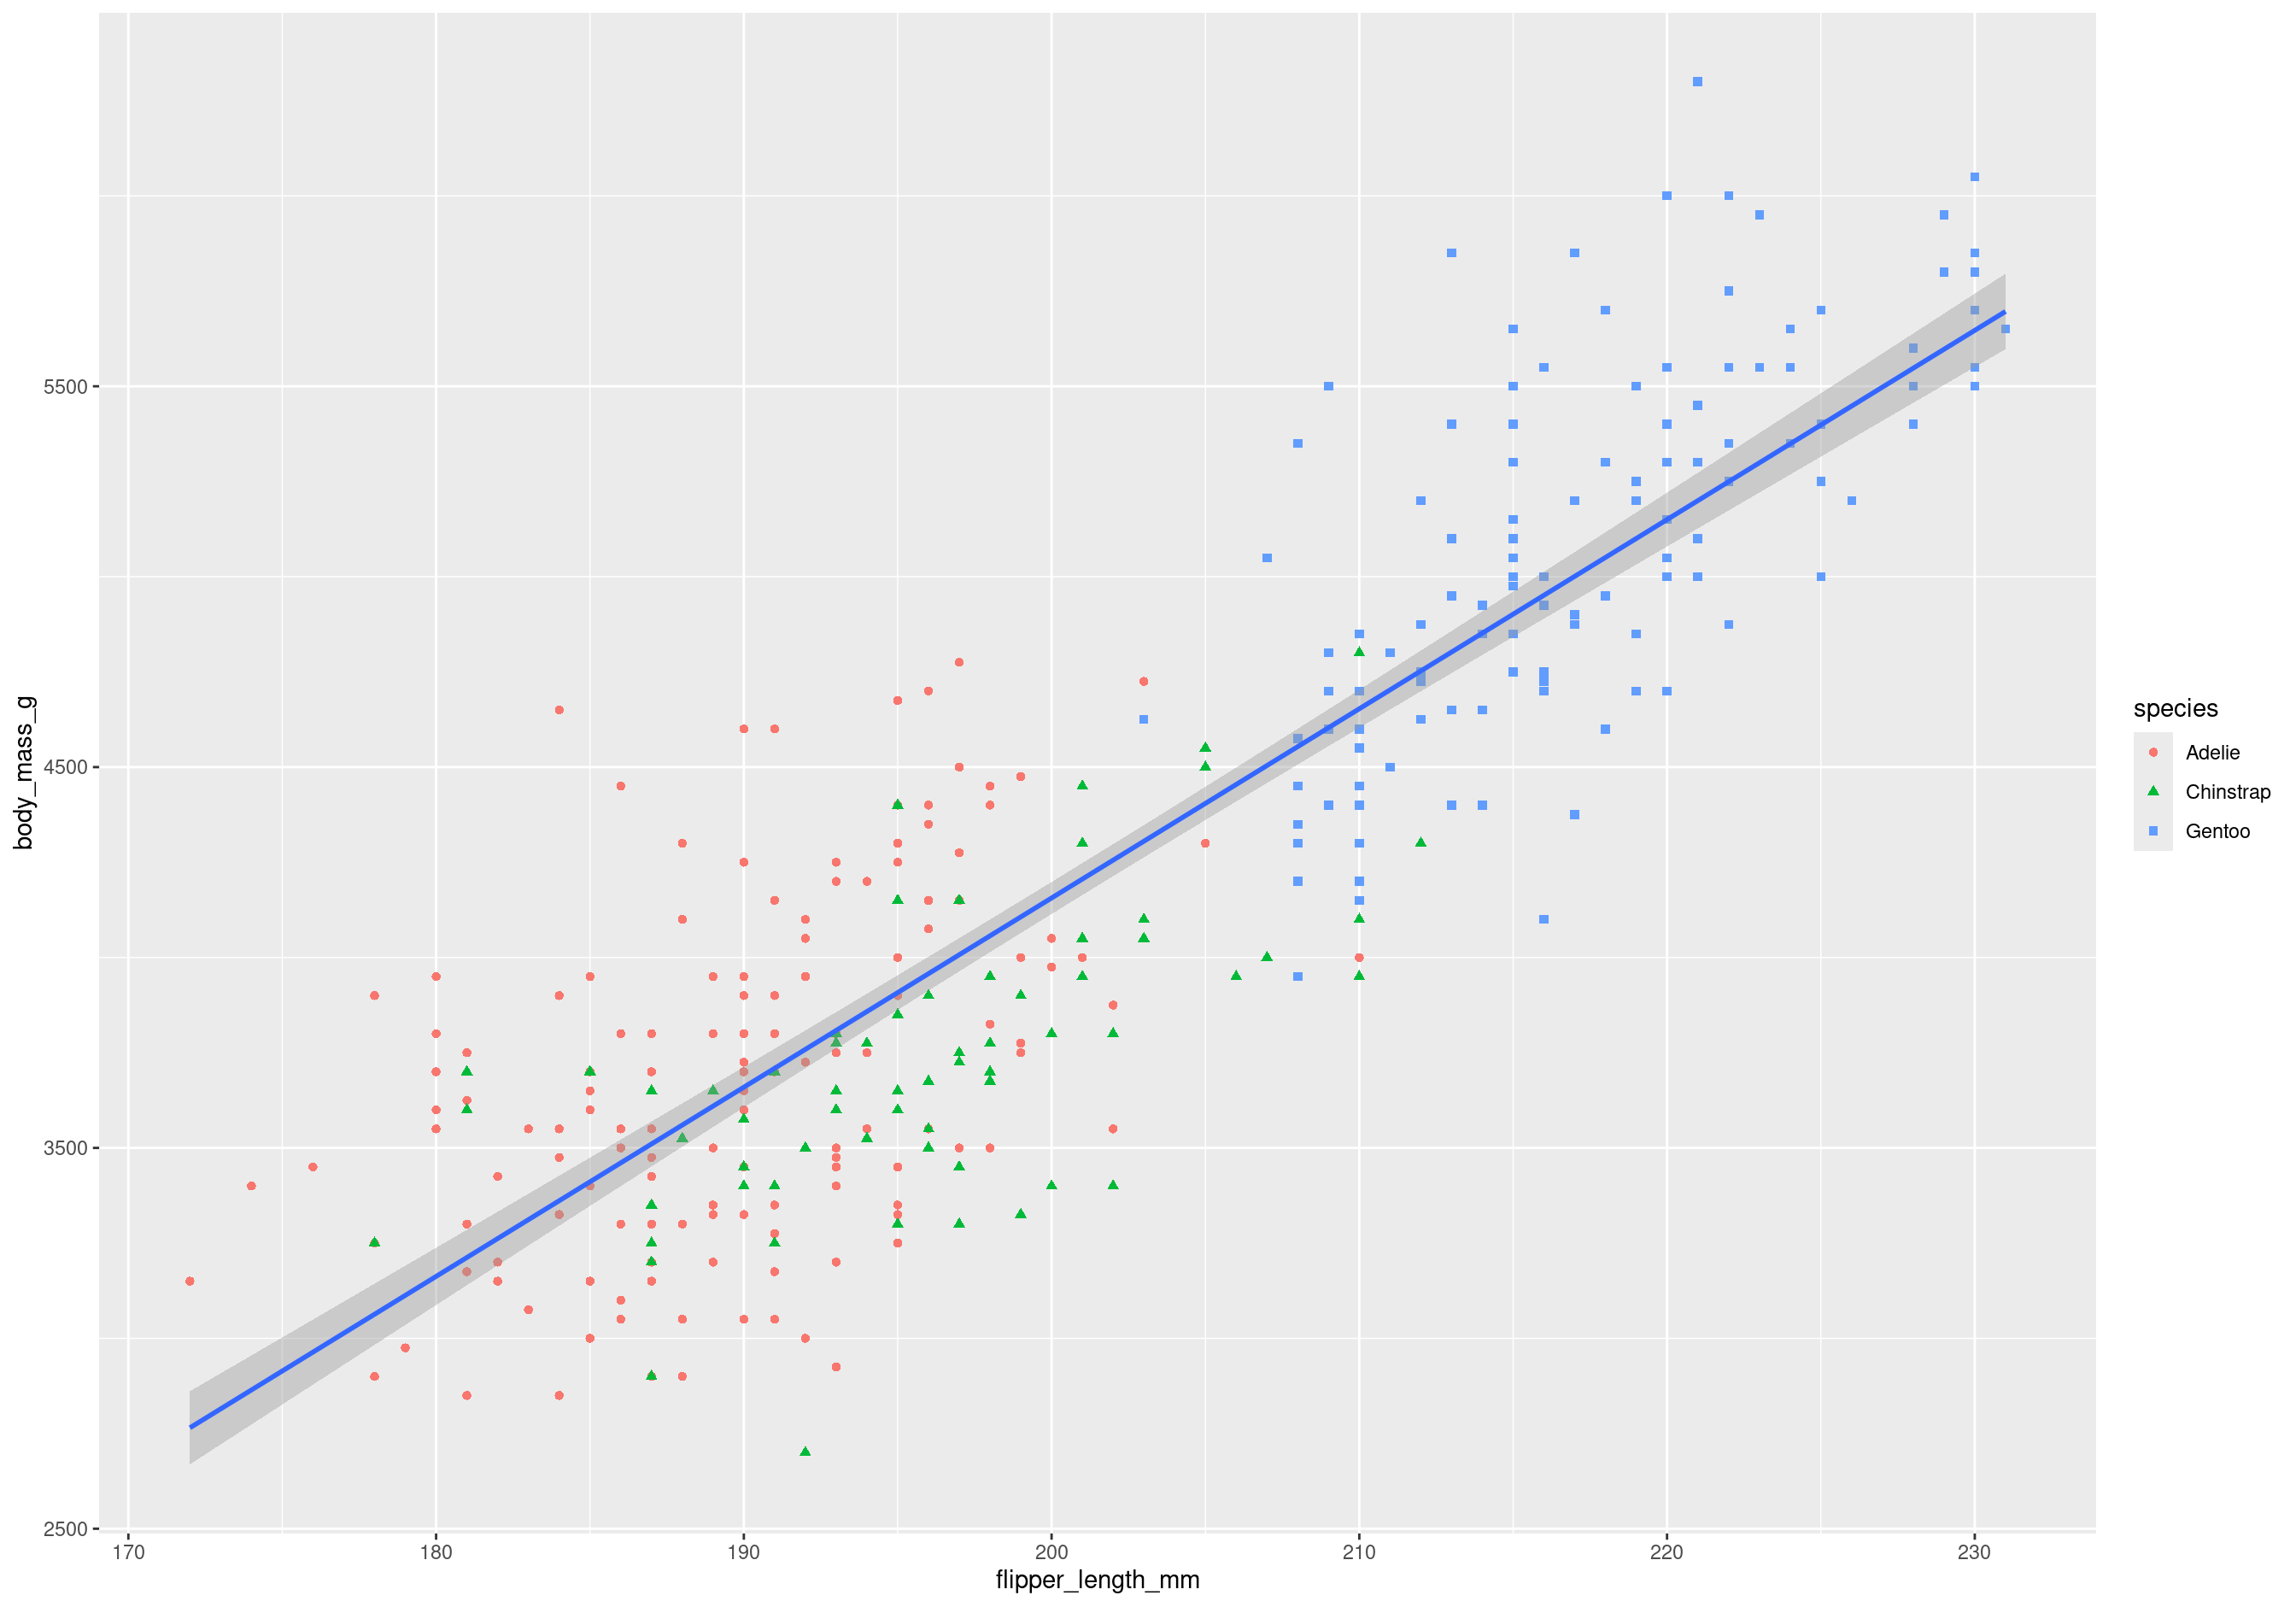 body_mass_g
5500
4500
3500
2500
170 180 190 200 210 220 230
flipper_length_mm
species
Adelie
Chinstrap
Gentoo